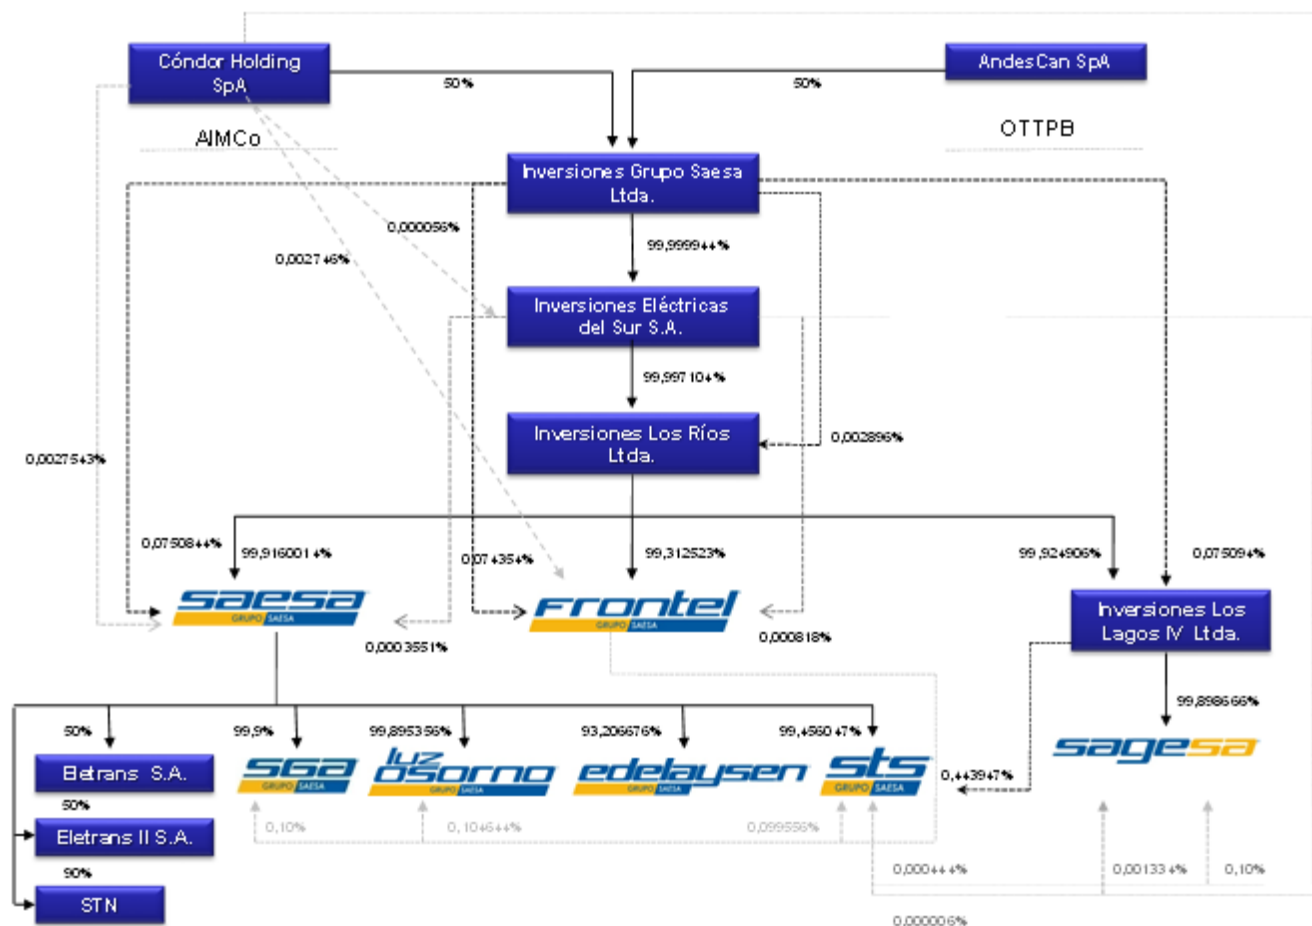 Cóndor Holding
SpA
AndesCan SpA
50%
50%
AIMCo
OTTPB
Inversiones Grupo Saesa
Ltda.
0,000056%
99,999944%
0,002746%
Inversiones Eléctricas
del Sur S.A.
99,997104%
Inversiones Los Ríos
Ltda.
0,002896%
0,0027543%
0,0750844%
99,9160014%
0,074354%
99,312523%
99,924906%
0,075094%
saesa
GRUPO SAESA
frontel
GRUPO SAESA
Inversiones Los
Lagos IV Ltda.
0,0003551%
0,000818%
99,898666%
50%
99,9%
99,895356%
93,206676%
99,456047%
Eletrans S.A.
sga
GRUPO SAESA
luz
osorno
GRUPO SAESA
edelaysen
GRUPO SAESA
sts
GRUPO SAESA
sagesa
0,443947%
50%
Eletrans II S.A.
0,10%
0,104644%
0,099556%
90%
0,000444%
0,001334%
0,10%
STN
0,000006%